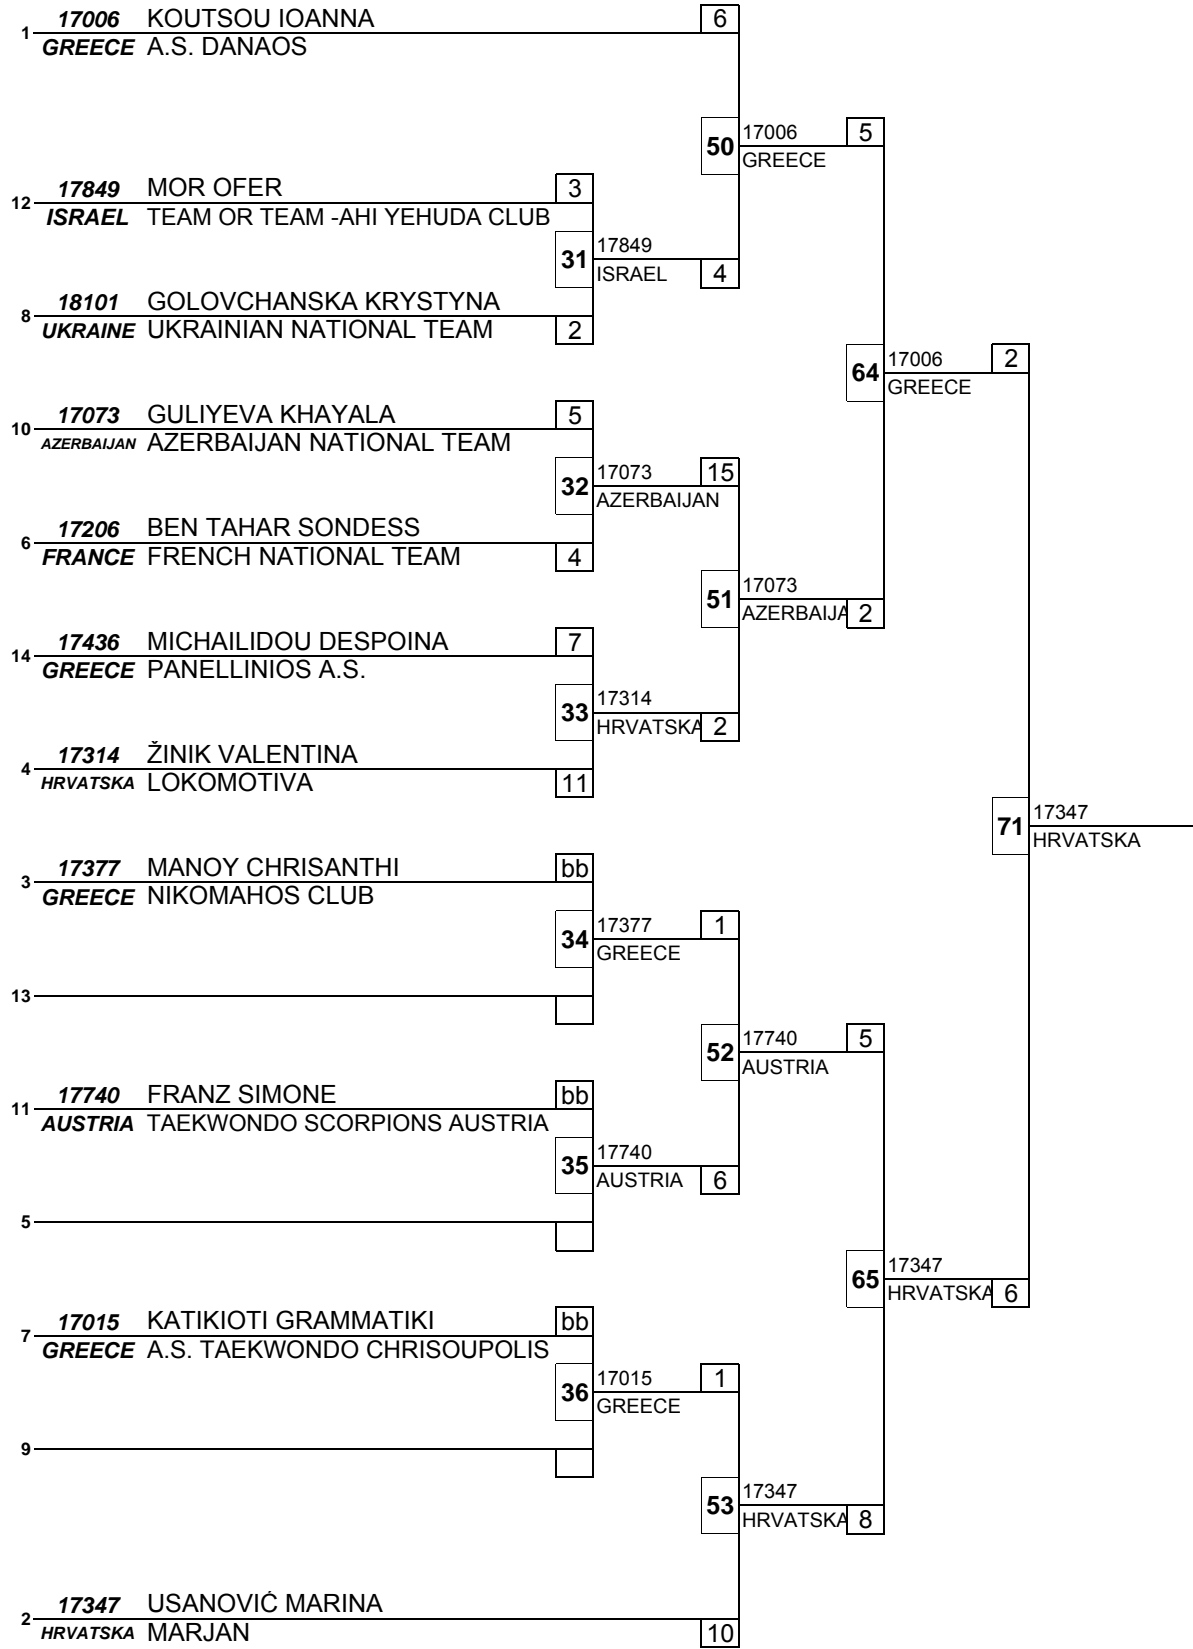 17006 KOUTSOU IOANNA 6
1
GREECE A.S. DANAOS
50 17006 5
GREECE
17849 MOR OFER 3
12
ISRAEL TEAM OR TEAM -AHI YEHUDA CLUB
31 17849
ISRAEL 4
18101 GOLOVCHANSKA KRYSTYNA
8
UKRAINE UKRAINIAN NATIONAL TEAM 2
64 17006 2
GREECE
17073 GULIYEVA KHAYALA 5
10
AZERBAIJAN AZERBAIJAN NATIONAL TEAM
32 17073 15
AZERBAIJAN
17206 BEN TAHAR SONDESS
6
FRANCE FRENCH NATIONAL TEAM 4
51 17073
AZERBAIJA 2
17436 MICHAILIDOU DESPOINA 7
14
GREECE PANELLINIOS A.S.
33 17314
HRVATSKA 2
17314 ŽINIK VALENTINA
4
HRVATSKA LOKOMOTIVA 11
71 17347
HRVATSKA
17377 MANOY CHRISANTHI bb
3
GREECE NIKOMAHOS CLUB
34 17377 1
GREECE
13
52 17740 5
AUSTRIA
17740 FRANZ SIMONE bb
11
AUSTRIA TAEKWONDO SCORPIONS AUSTRIA
35 17740
AUSTRIA 6
5
65 17347
HRVATSKA 6
17015 KATIKIOTI GRAMMATIKI bb
7
GREECE A.S. TAEKWONDO CHRISOUPOLIS
36 17015 1
GREECE
9
53 17347
HRVATSKA 8
17347 USANOVIĆ MARINA
2
HRVATSKA MARJAN 10